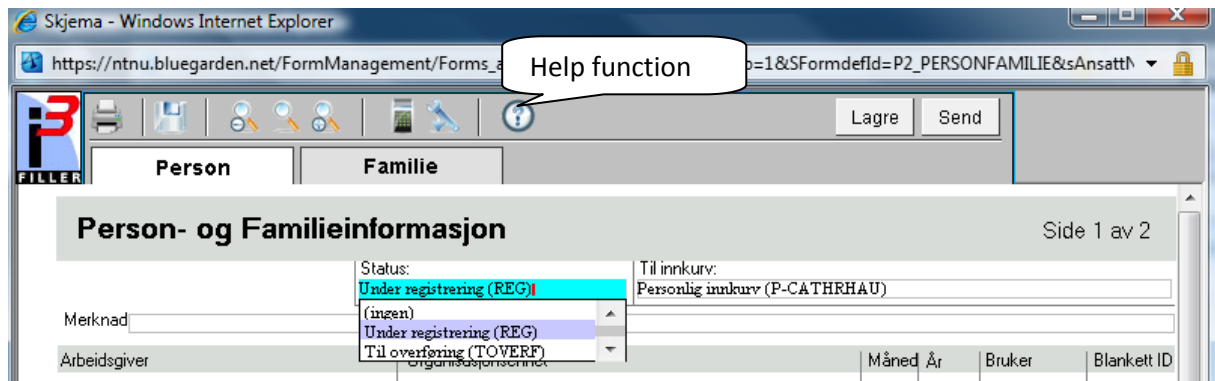 Skjema - Windows Internet Explorer
Help function
https://ntnu.bluegarden.net/FormManagement/Forms_a
o=1&SFormdefId=P2_PERSONFAMILIE&sAnsattN
i3
FILLER
Lagre Send
Person Familie
Person- og Familieinformasjon Side 1 av 2
Status: Til innkurv:
Under registrering (REG) Personlig innkurv (P-CATHRHAU)
(ingen)
Merknad
Under registrering (REG)
Til overføring (TOVERF)
Arbeidsgiver Måned År Bruker Blankett ID